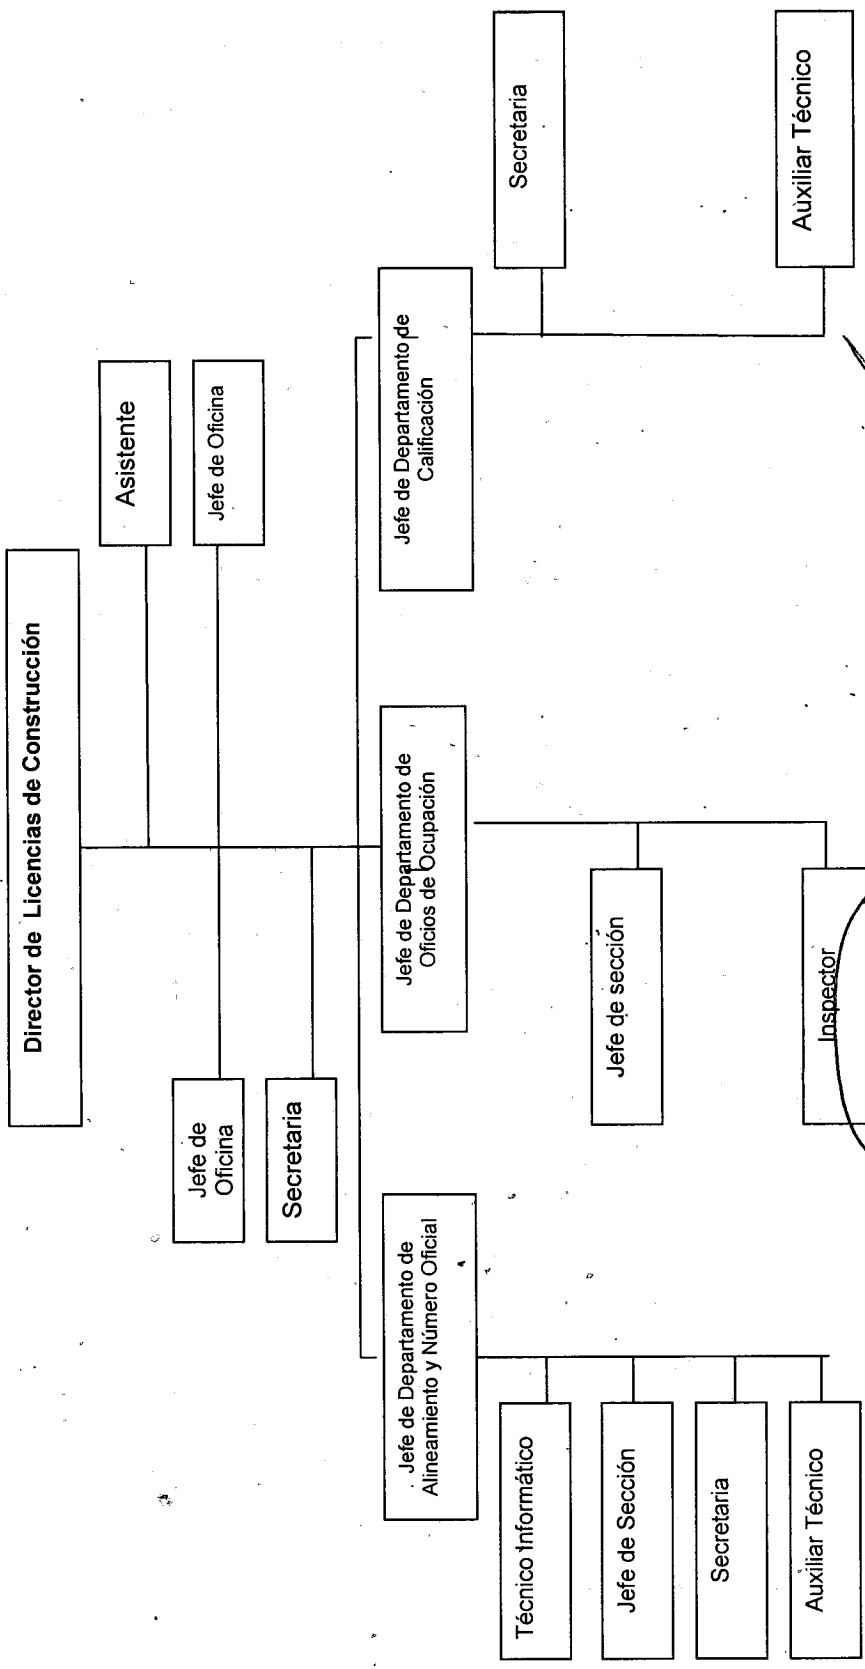 Director de Licencias de Construcción
Asistente
Jefe de
Oficina
Jefe de Oficina
Secretaria
Jefe de Departamento de
Alineamiento y Número Oficial
Jefe de Departamento de
Oficios de Ocupación
Jefe de Departamento de
Calificación
Técnico Informático
Jefe de Sección
Secretaria
Auxiliar Técnico
Jefe de sección
Inspector
Secretaria
Auxiliar Técnico